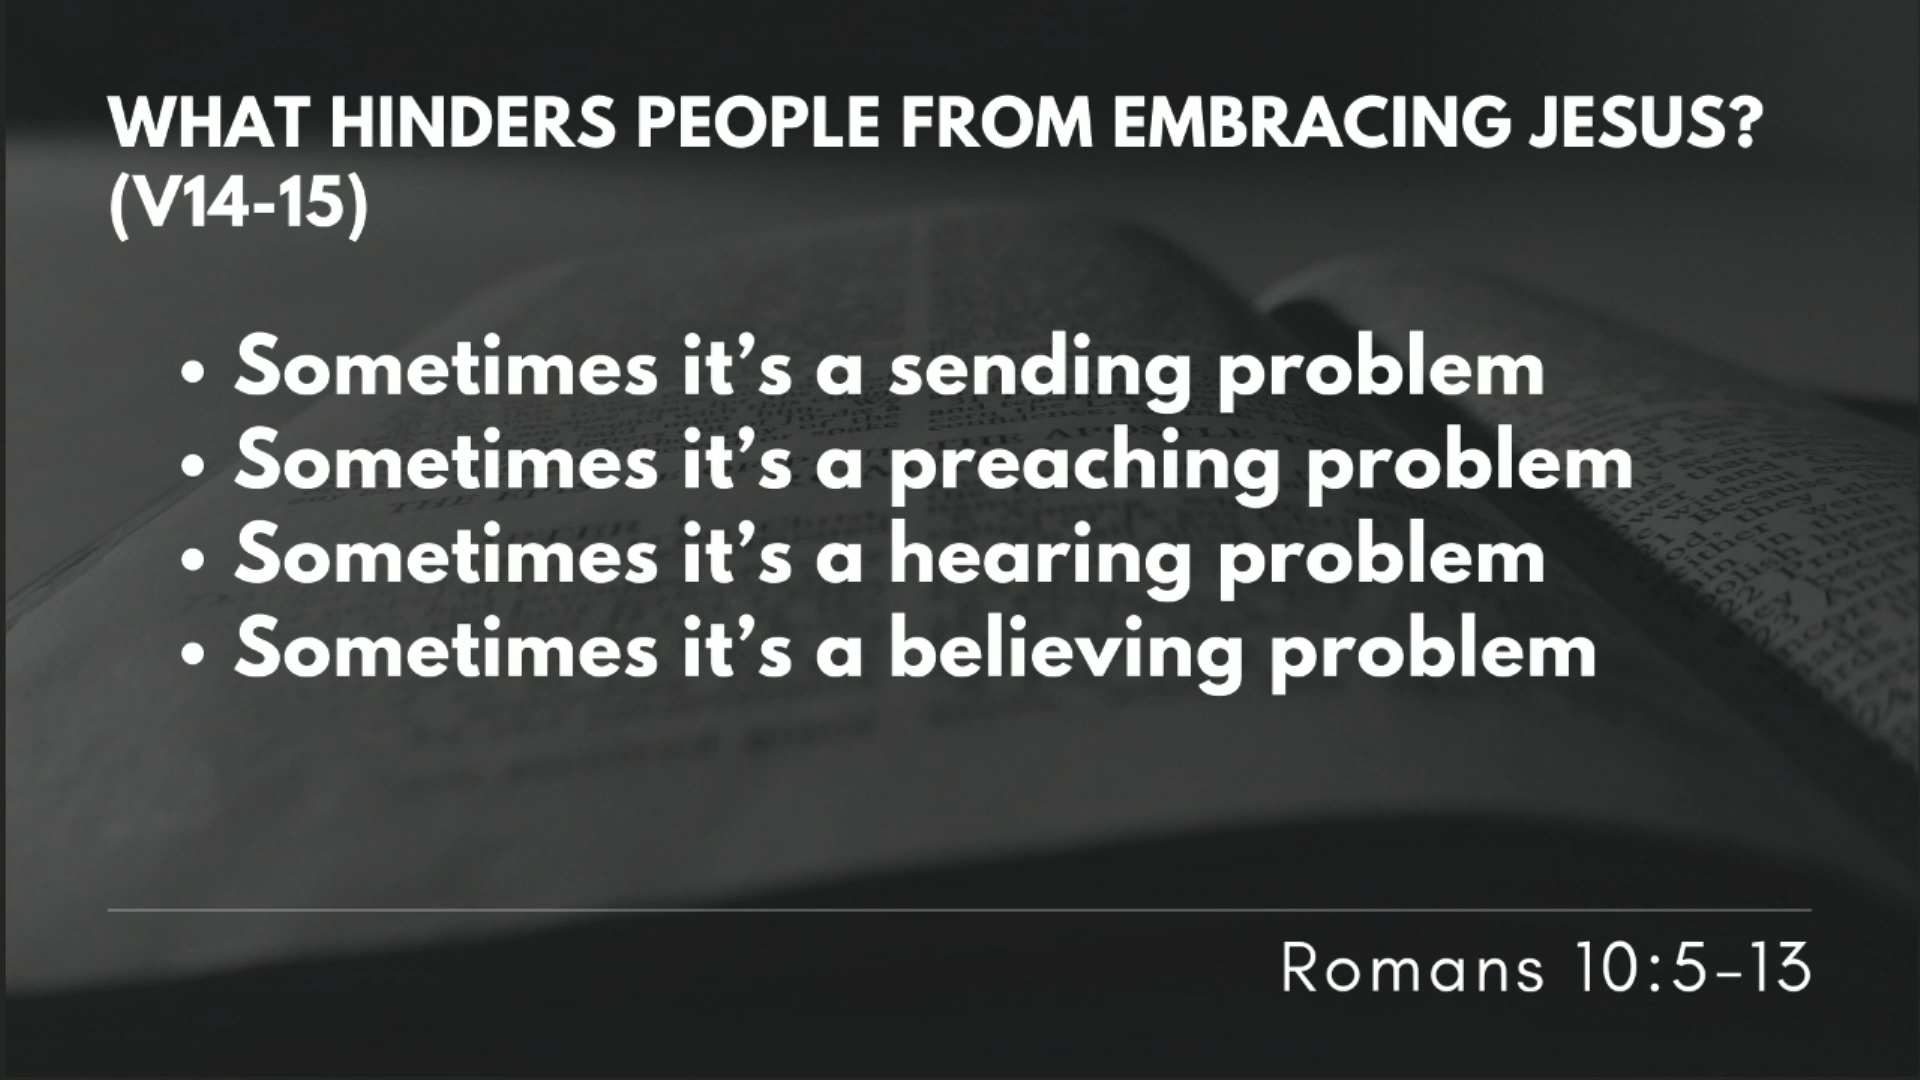 WHAT HINDERS PEOPLE FROM EMBRACING JESUS?
(V14-15)
• Sometimes it’s a sending problem
• Sometimes it’s a preaching problem
• Sometimes it’s a hearing problem
• Sometimes it’s a believing problem
Romans 10:5–13